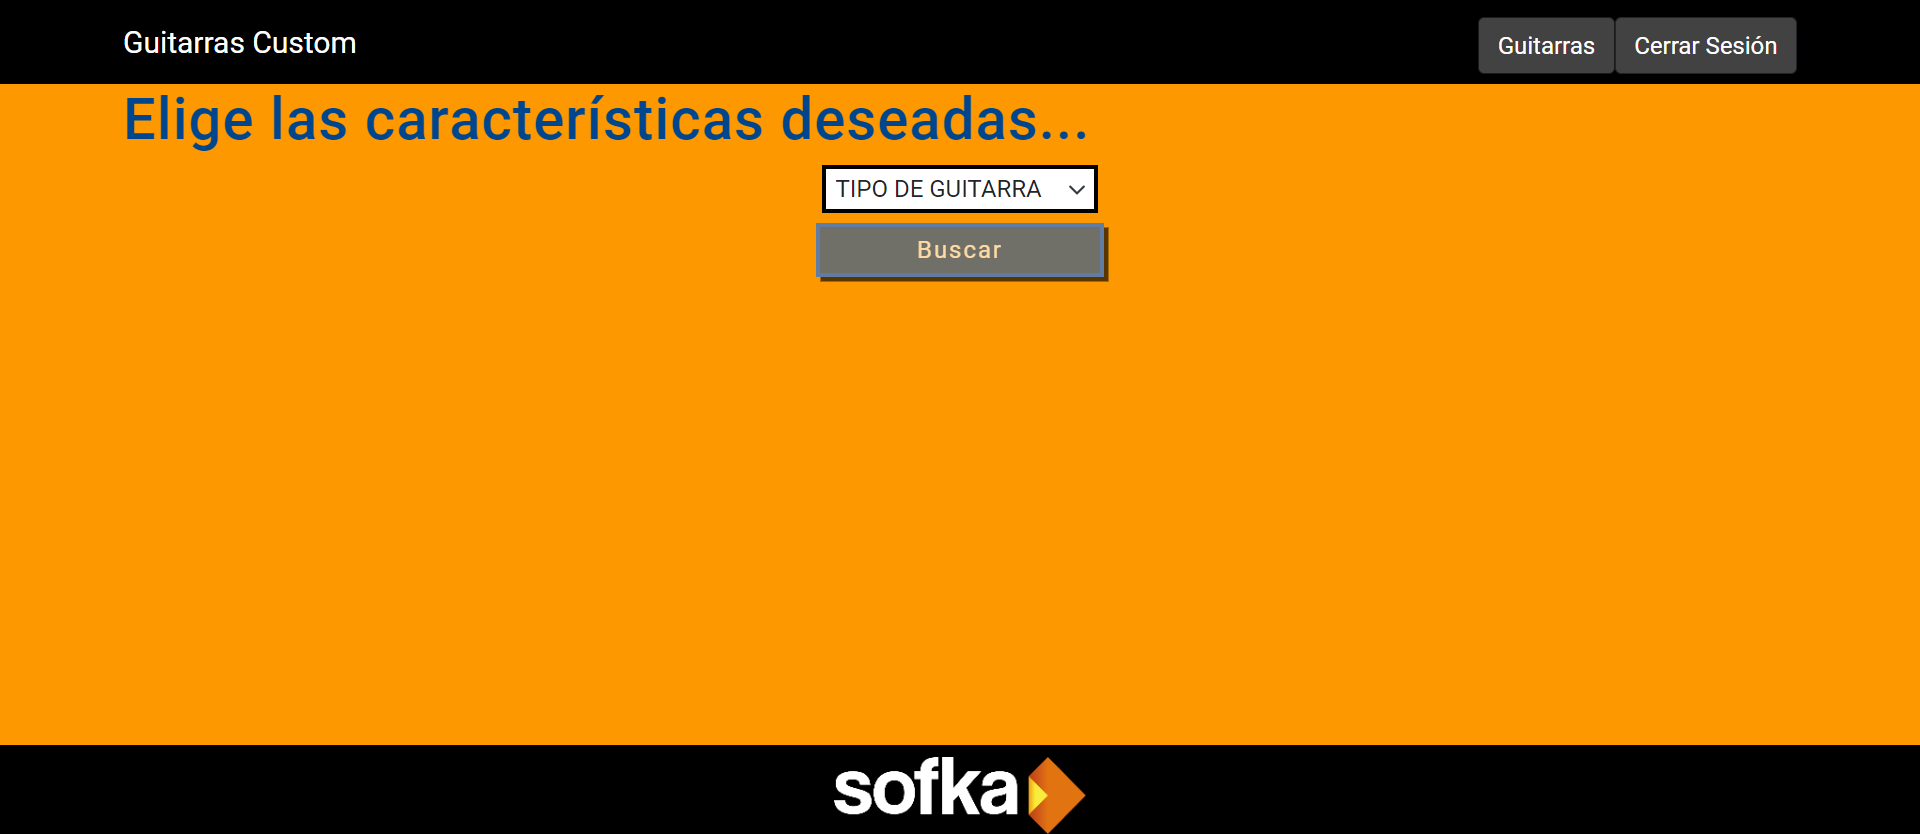 Guitarras Custom
Guitarras
Cerrar Sesión
Elige las características deseadas...
TIPO DE GUITARRA
Buscar
sofka